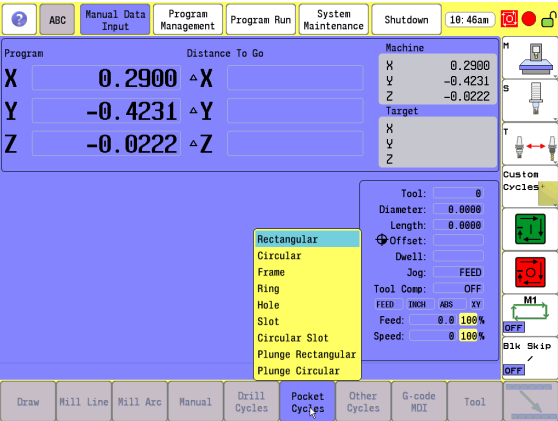 ?
ABC
Manual Data
Input
Program
Management
Program Run
System
Maintenance
Shutdown
10:46am
Program
Distance To Go
X 0.2900 ΔX
Y -0.4231 ΔY
Z -0.0222 ΔZ
Machine
X 0.2900
Y -0.4231
Z -0.0222
Target
X
Y
Z
M
S
T
Custom
Cycles
Tool: 0
Diameter: 0.0000
Length: 0.0000
Offset:
Dwell:
Jog: FEED
Tool Comp: OFF
FEED INCH ABS XY
Feed: 0.0 100%
Speed: 0 100%
M1
OFF
Blk Skip
/
OFF
Rectangular
Circular
Frame
Ring
Hole
Slot
Circular Slot
Plunge Rectangular
Plunge Circular
Draw
Mill Line
Mill Arc
Manual
Drill
Cycles
Pocket
Cycles
Other
Cycles
G-code
MDI
Tool